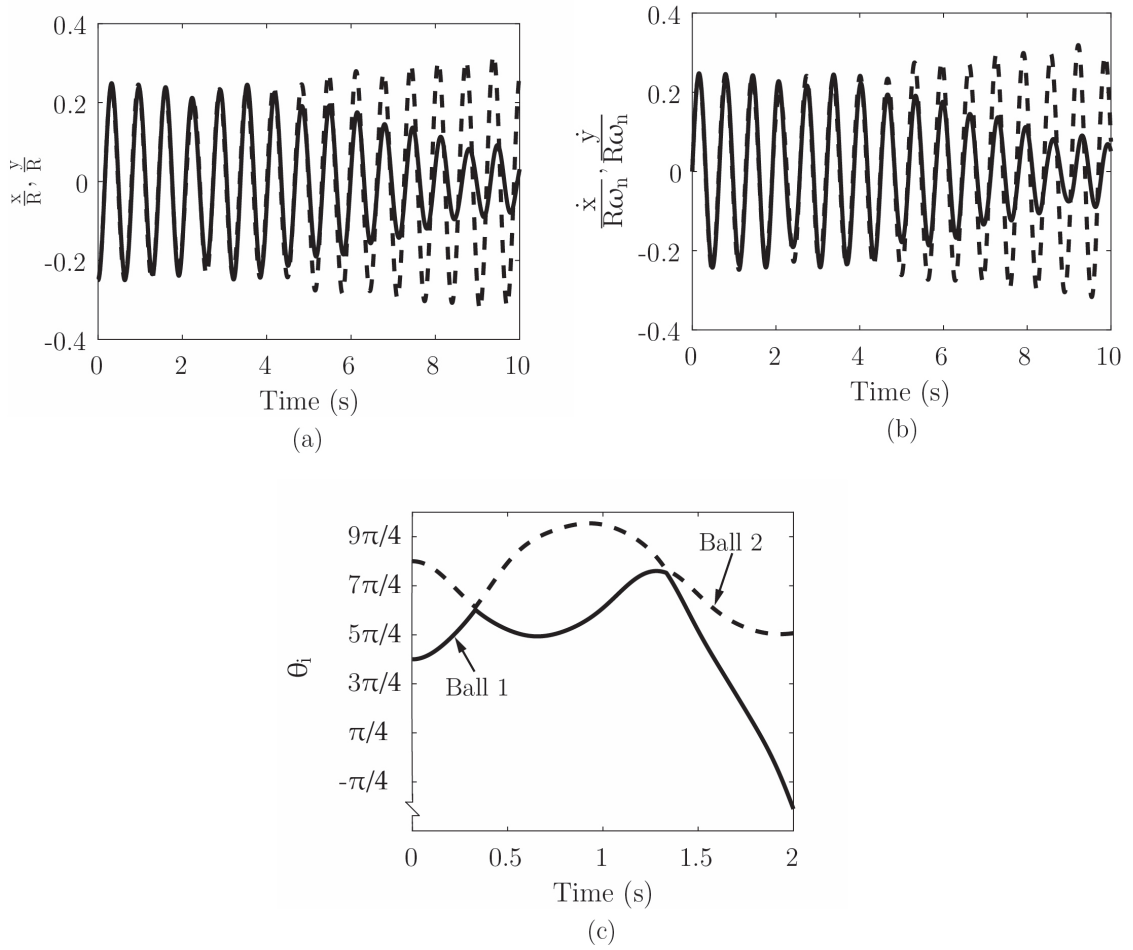 0.4
0.2
0
-0.2
-0.4
x/R, y/R
0 2 4 6 8 10
Time (s)
(a)
0.4
0.2
0
-0.2
-0.4
ẋ/Rωn, ẏ/Rωn
0 2 4 6 8 10
Time (s)
(b)
9π/4
7π/4
5π/4
3π/4
π/4
-π/4
θi
Ball 2
Ball 1
0 0.5 1 1.5 2
Time (s)
(c)